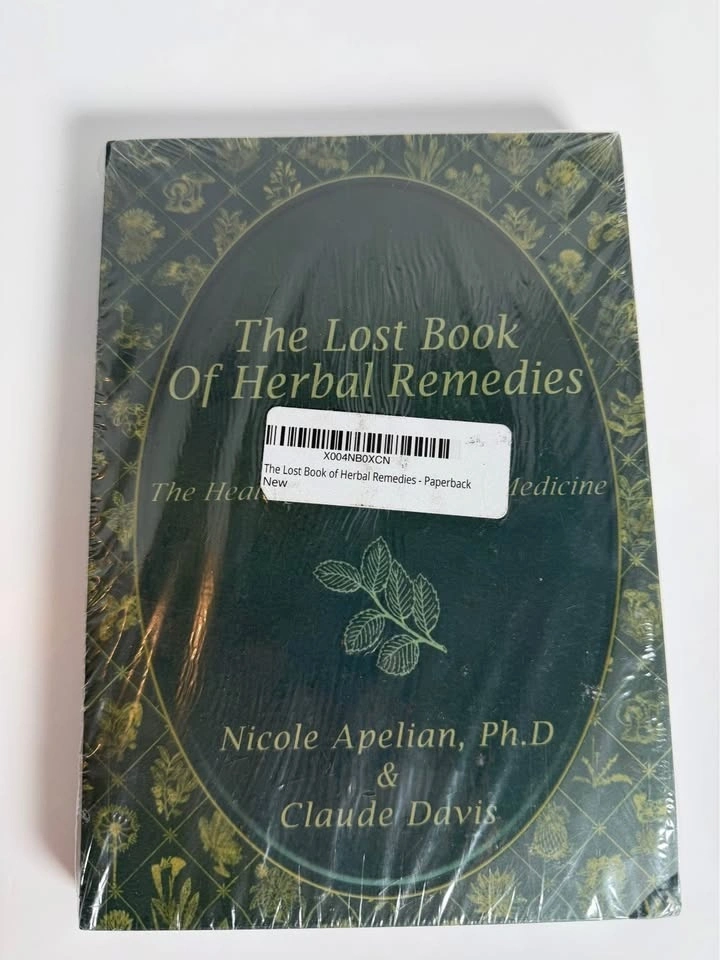 The Lost Book
Of Herbal Remedies
X004NB0XCN
The Lost Book of Herbal Remedies - Paperback
New
The Medicine
Nicole Apelian, Ph.D
&
Claude Davis